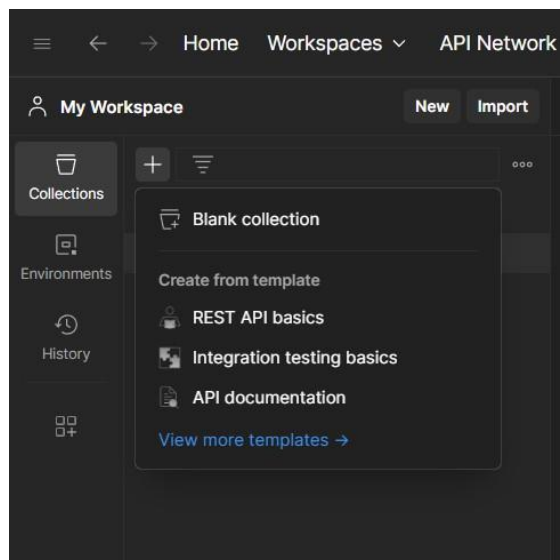 Home Workspaces API Network
My Workspace New Import
Collections
Blank collection
Environments
Create from template
REST API basics
History
Integration testing basics
API documentation
View more templates →